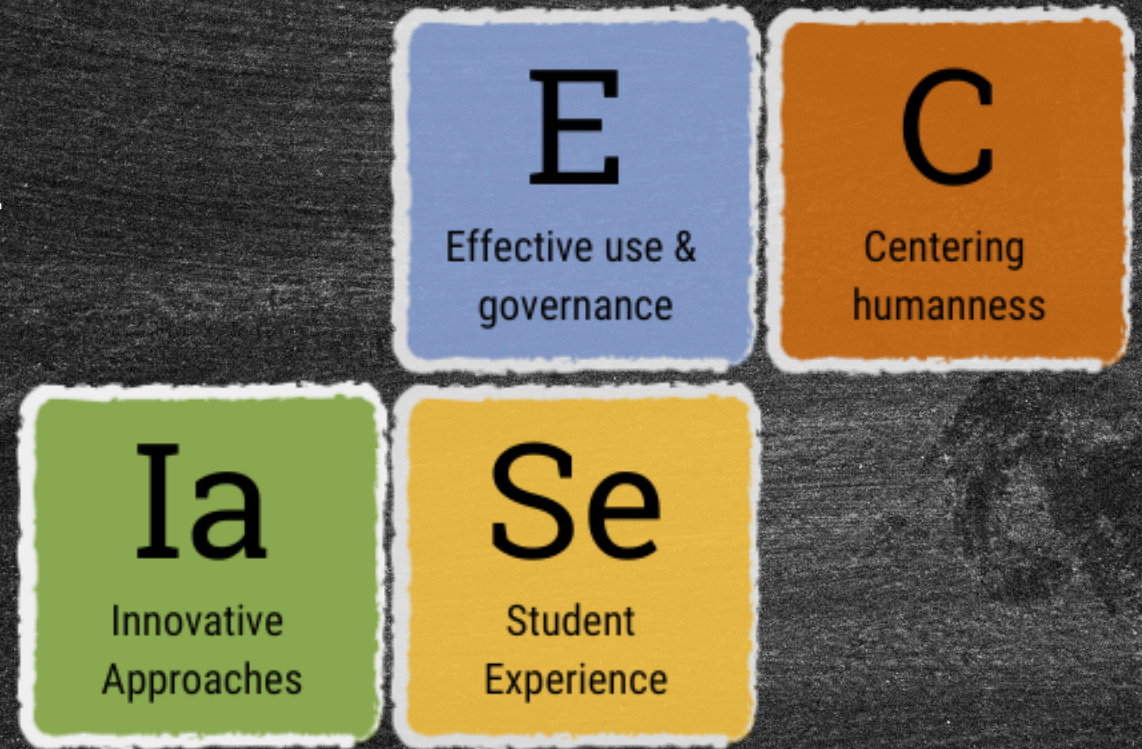 E
Effective use &
governance
C
Centering
humanness
Ia
Innovative
Approaches
Se
Student
Experience